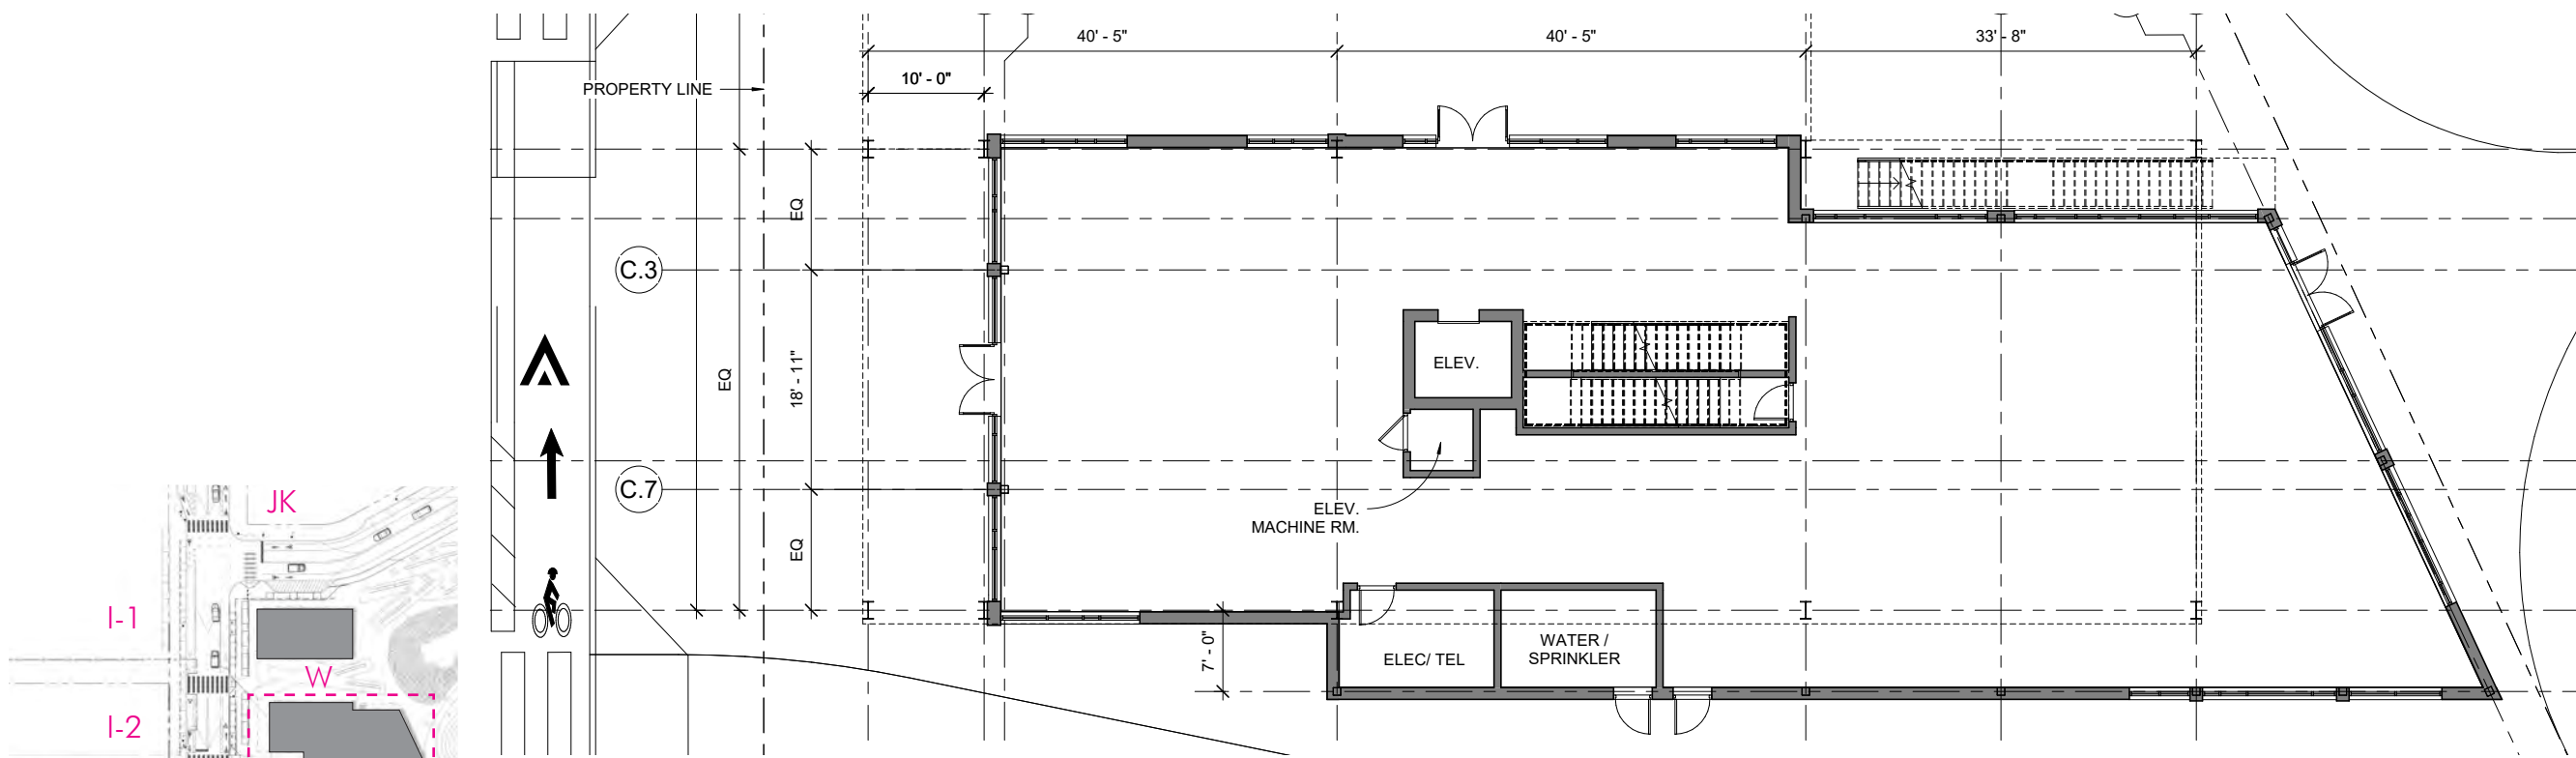 40' - 5"
40' - 5"
33' - 8"
10' - 0"
PROPERTY LINE
EQ
C.3
EQ
18' - 11"
ELEV.
C.7
ELEV.
MACHINE RM.
EQ
JK
I-1
W
I-2
7' - 0"
ELEC/ TEL
WATER /
SPRINKLER